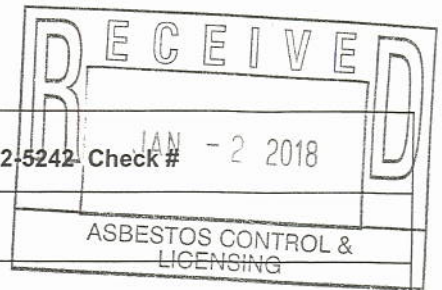 RECEIVED
2-5242 Check #
JAN - 2 2018
ASBESTOS CONTROL &
LICENSING